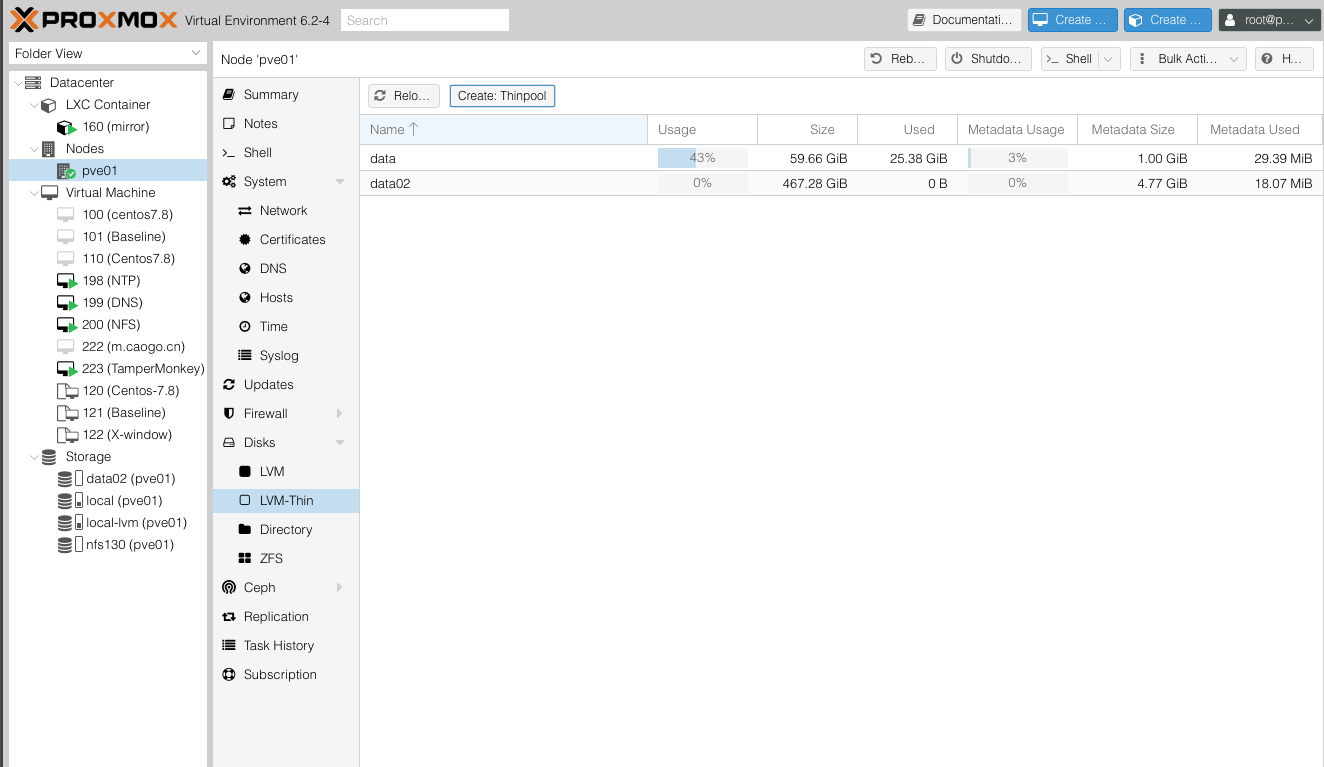 PROXMOX Virtual Environment 6.2-4 Search Documentati... Create ... Create ... root@p...
Folder View
Datacenter
LXC Container
160 (mirror)
Nodes
pve01
Virtual Machine
100 (centos7.8)
101 (Baseline)
110 (Centos7.8)
198 (NTP)
199 (DNS)
200 (NFS)
222 (m.caogo.cn)
223 (TamperMonkey)
120 (Centos-7.8)
121 (Baseline)
122 (X-window)
Storage
data02 (pve01)
local (pve01)
local-lvm (pve01)
nfs130 (pve01)
Node 'pve01' Reb... Shutdo... Shell Bulk Acti... H...
Summary
Notes
Shell
System
Network
Certificates
DNS
Hosts
Time
Syslog
Updates
Firewall
Disks
LVM
LVM-Thin
Directory
ZFS
Ceph
Replication
Task History
Subscription
Relo... Create: Thinpool
Name Usage Size Used Metadata Usage Metadata Size Metadata Used
data 43% 59.66 GiB 25.38 GiB 3% 1.00 GiB 29.39 MiB
data02 0% 467.28 GiB 0 B 0% 4.77 GiB 18.07 MiB